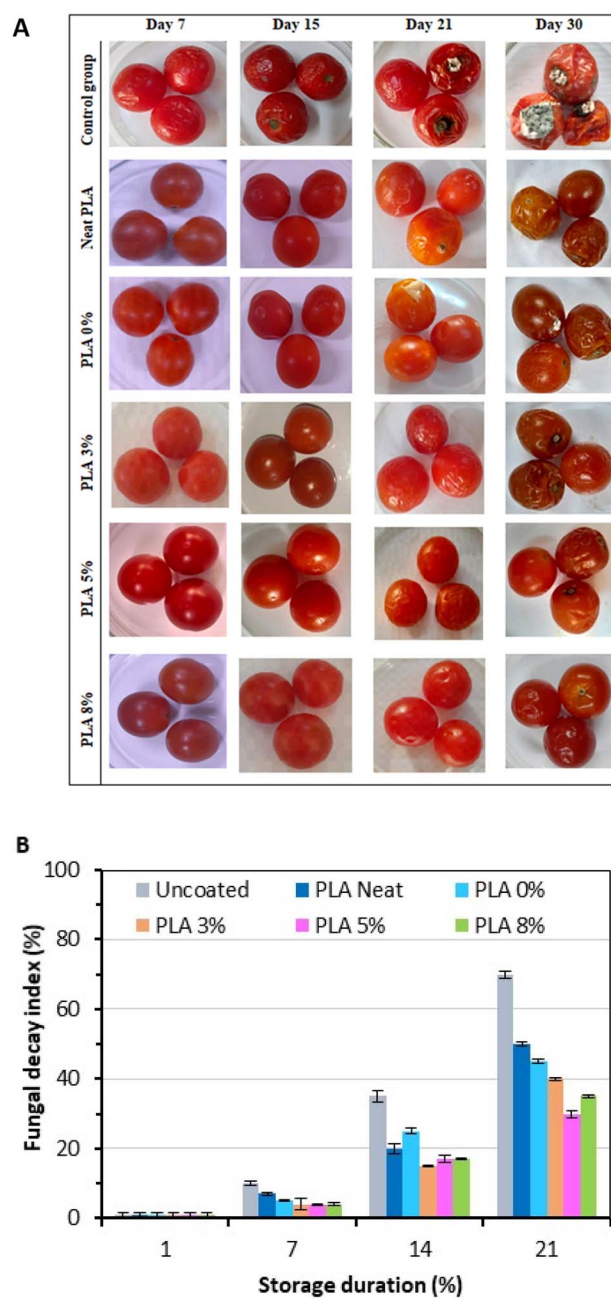 A
Day 7 Day 15 Day 21 Day 30
Control group
Neat PLA
PLA 0%
PLA 3%
PLA 5%
PLA 8%
B
Uncoated PLA Neat PLA 0%
PLA 3% PLA 5% PLA 8%
100
80
60
40
20
0
Fungal decay index (%)
1 7 14 21
Storage duration (%)